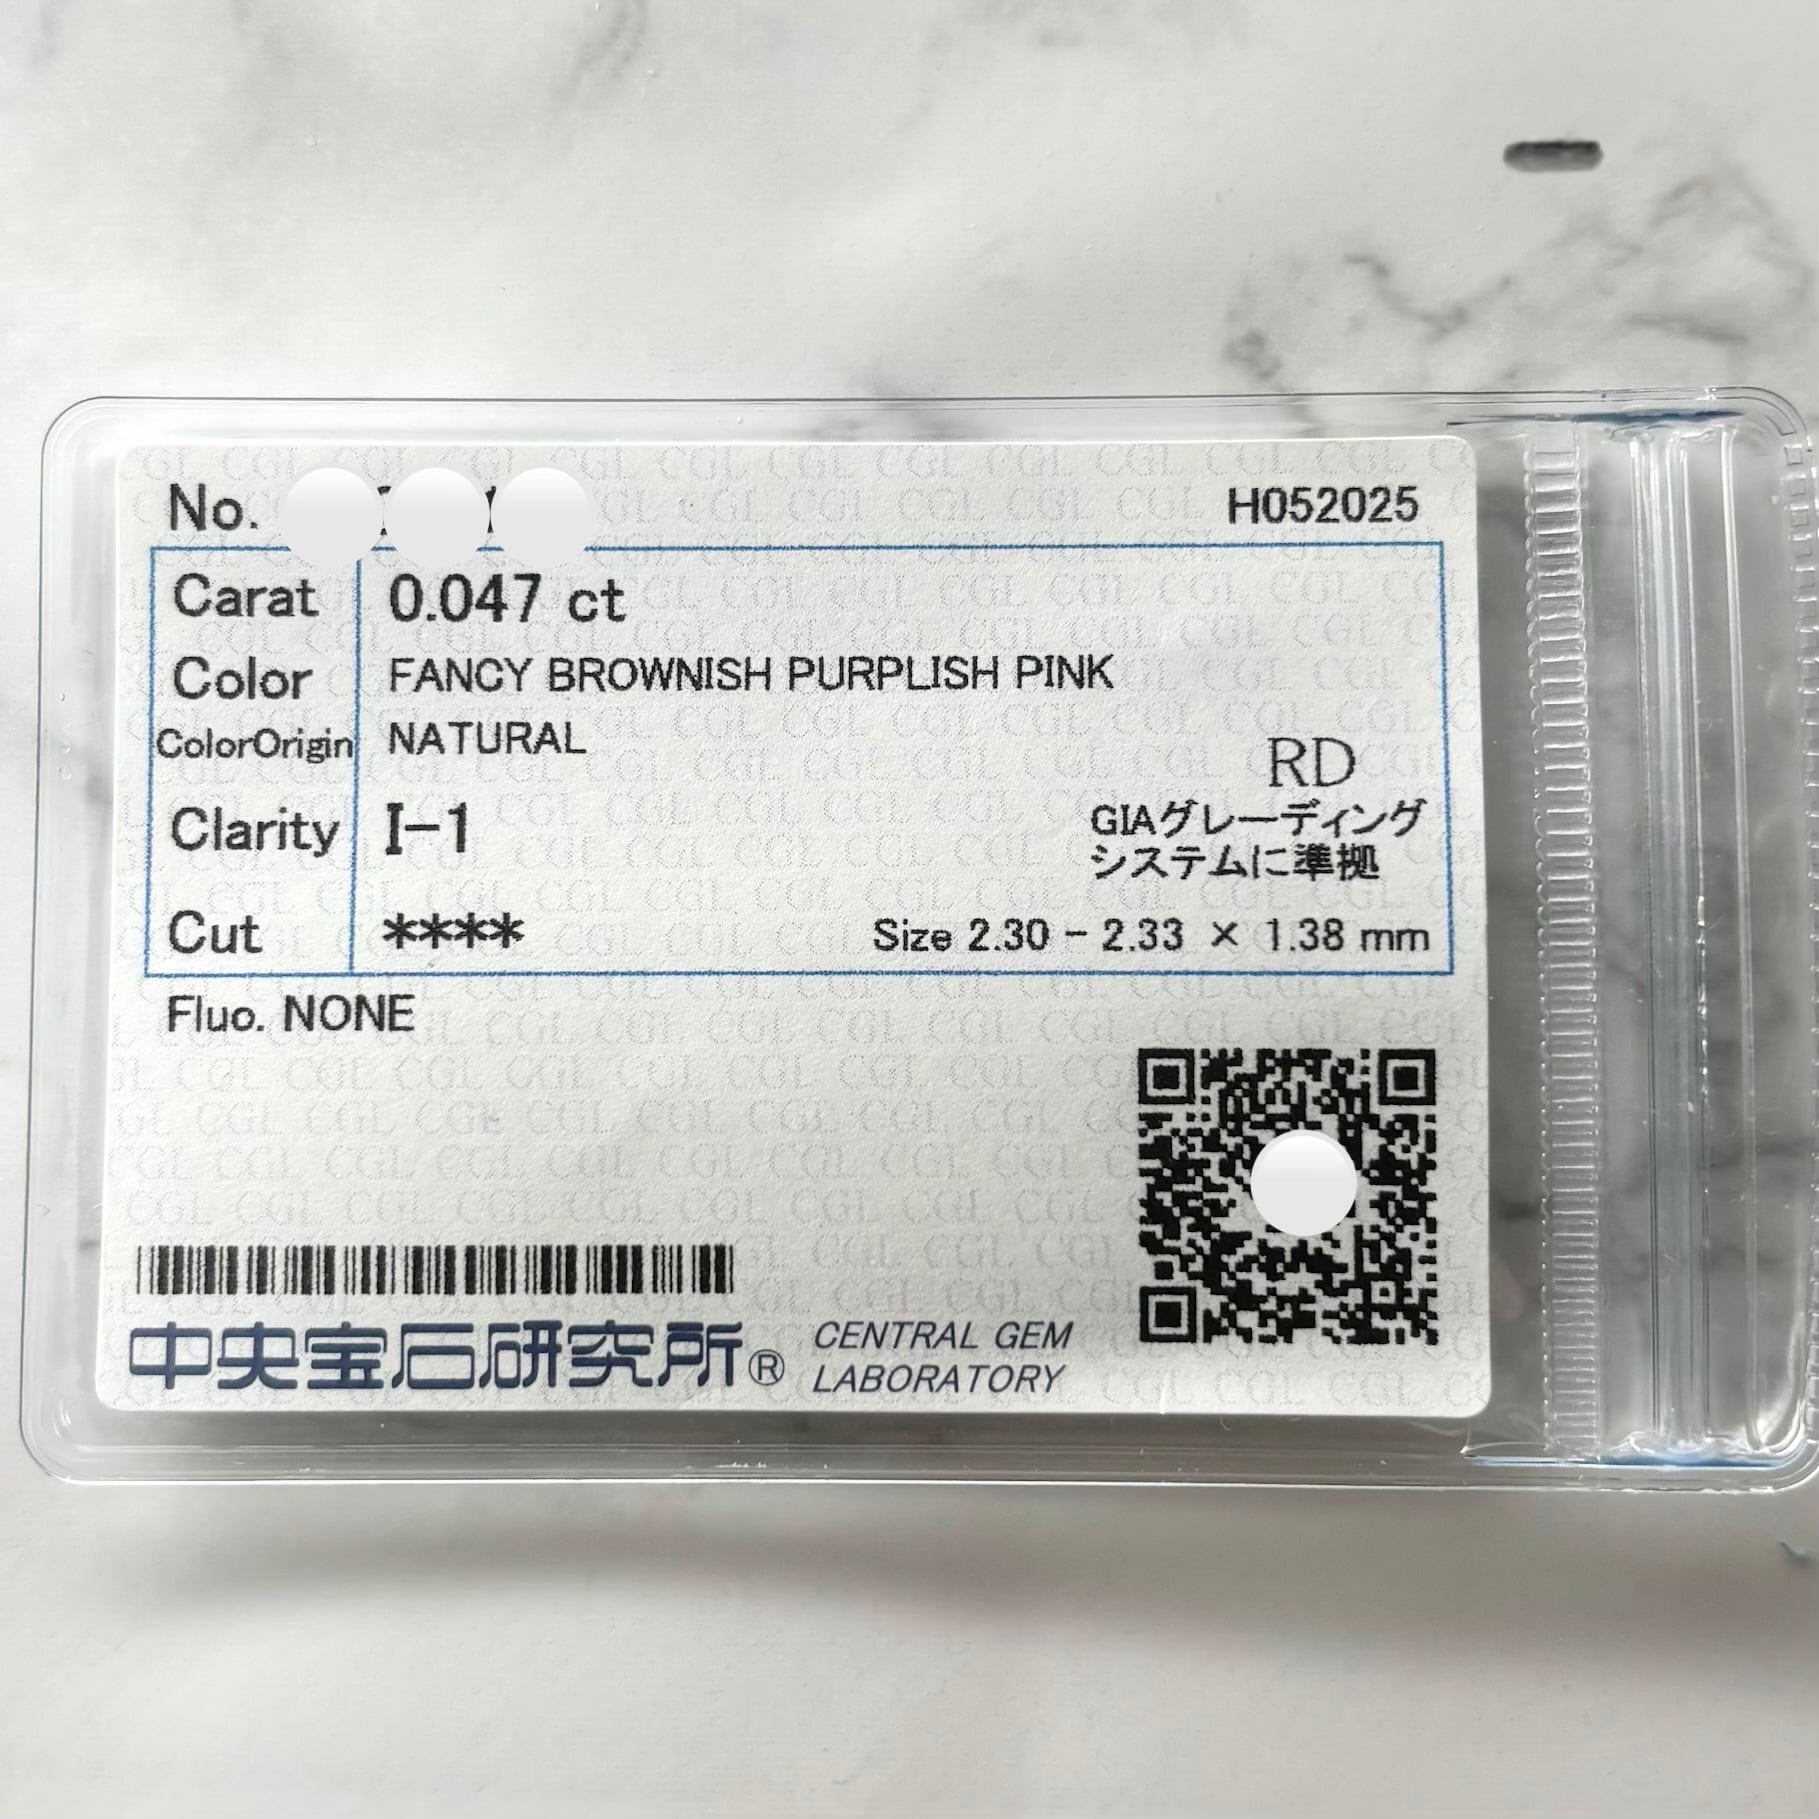 No.
H052025
Carat 0.047 ct
Color FANCY BROWNISH PURPLISH PINK
ColorOrigin NATURAL
RD
Clarity I-1
GIAグレーディング
システムに準拠
Cut ****
Size 2.30 - 2.33 × 1.38 mm
Fluo. NONE
中央宝石研究所®
CENTRAL GEM
LABORATORY